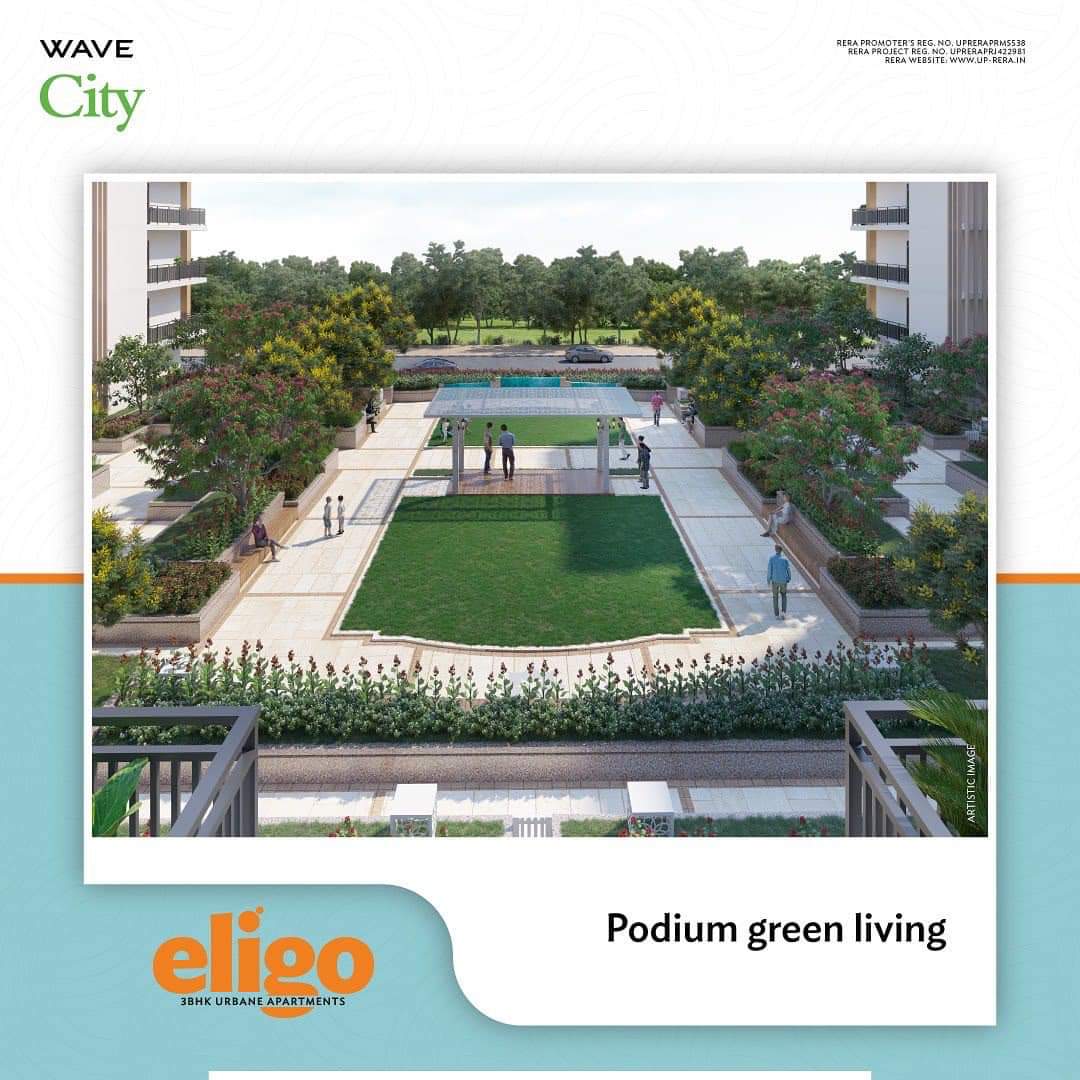 WAVE
City
RERA PROMOTER'S REG. NO. UPRERAPRM5538
RERA PROJECT REG. NO. UPRERAPRJ422981
RERA WEBSITE: WWW.UP-RERA.IN
ARTISTIC IMAGE
eligo
3BHK URBANE APARTMENTS
Podium green living